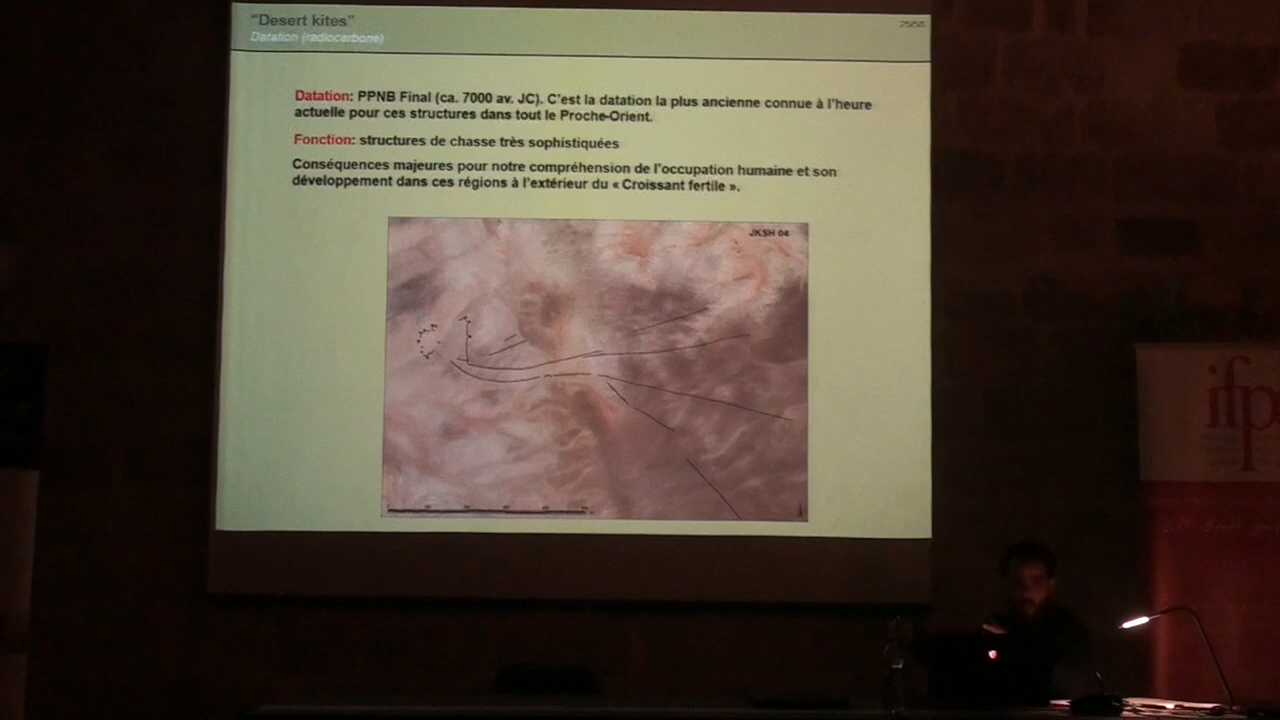 “Desert kites”
Datation (radiocarbone)
Datation: PPNB Final (ca. 7000 av. JC). C’est la datation la plus ancienne connue à l’heure
actuelle pour ces structures dans tout le Proche-Orient.
Fonction: structures de chasse très sophistiquées
Conséquences majeures pour notre compréhension de l’occupation humaine et son
développement dans ces régions à l’extérieur du « Croissant fertile ».
JKSH 04
ifp